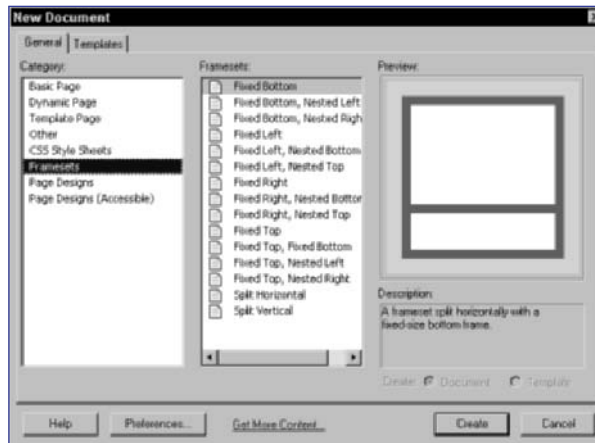 New Document
General Templates
Category:
Basic Page
Dynamic Page
Template Page
Other
CSS Style Sheets
Framesets
Page Designs
Page Designs (Accessible)
Framesets:
Fixed Bottom
Fixed Bottom, Nested Left
Fixed Bottom, Nested Righ
Fixed Left
Fixed Left, Nested Bottom
Fixed Left, Nested Top
Fixed Right
Fixed Right, Nested Bottor
Fixed Right, Nested Top
Fixed Top
Fixed Top, Fixed Bottom
Fixed Top, Nested Left
Fixed Top, Nested Right
Split Horizontal
Split Vertical
Preview:
Description:
A frameset split horizontally with a
fixed-size bottom frame.
Create: Document Template
Help Preferences... Get More Content... Create Cancel